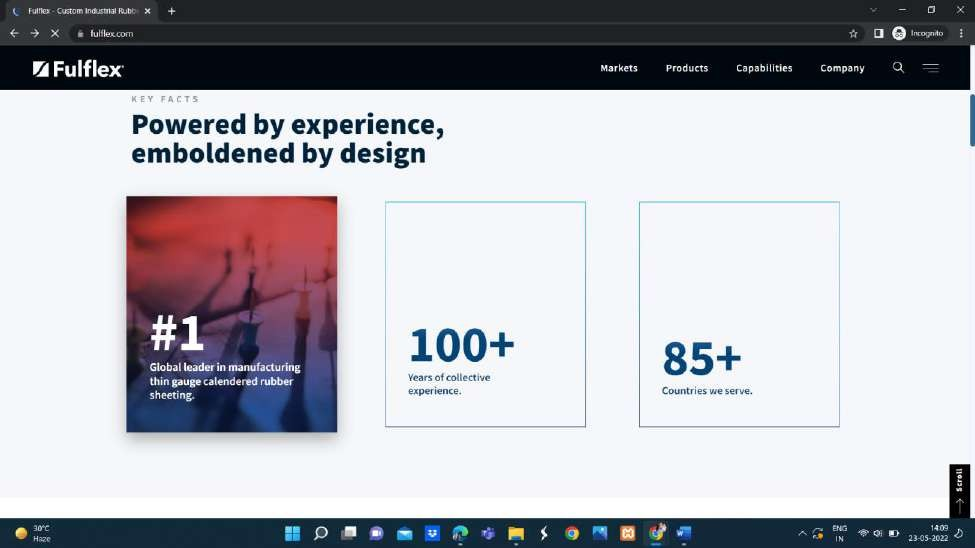 Fulflex - Custom Industrial Rubb
fulflex.com
Incognito
Fulflex
Markets
Products
Capabilities
Company
KEY FACTS
Powered by experience,
emboldened by design
#1
Global leader in manufacturing
thin gauge calendered rubber
sheeting.
100+
Years of collective
experience.
85+
Countries we serve.
Scroll
30°C
Haze
ENG
IN
14:09
23-05-2022